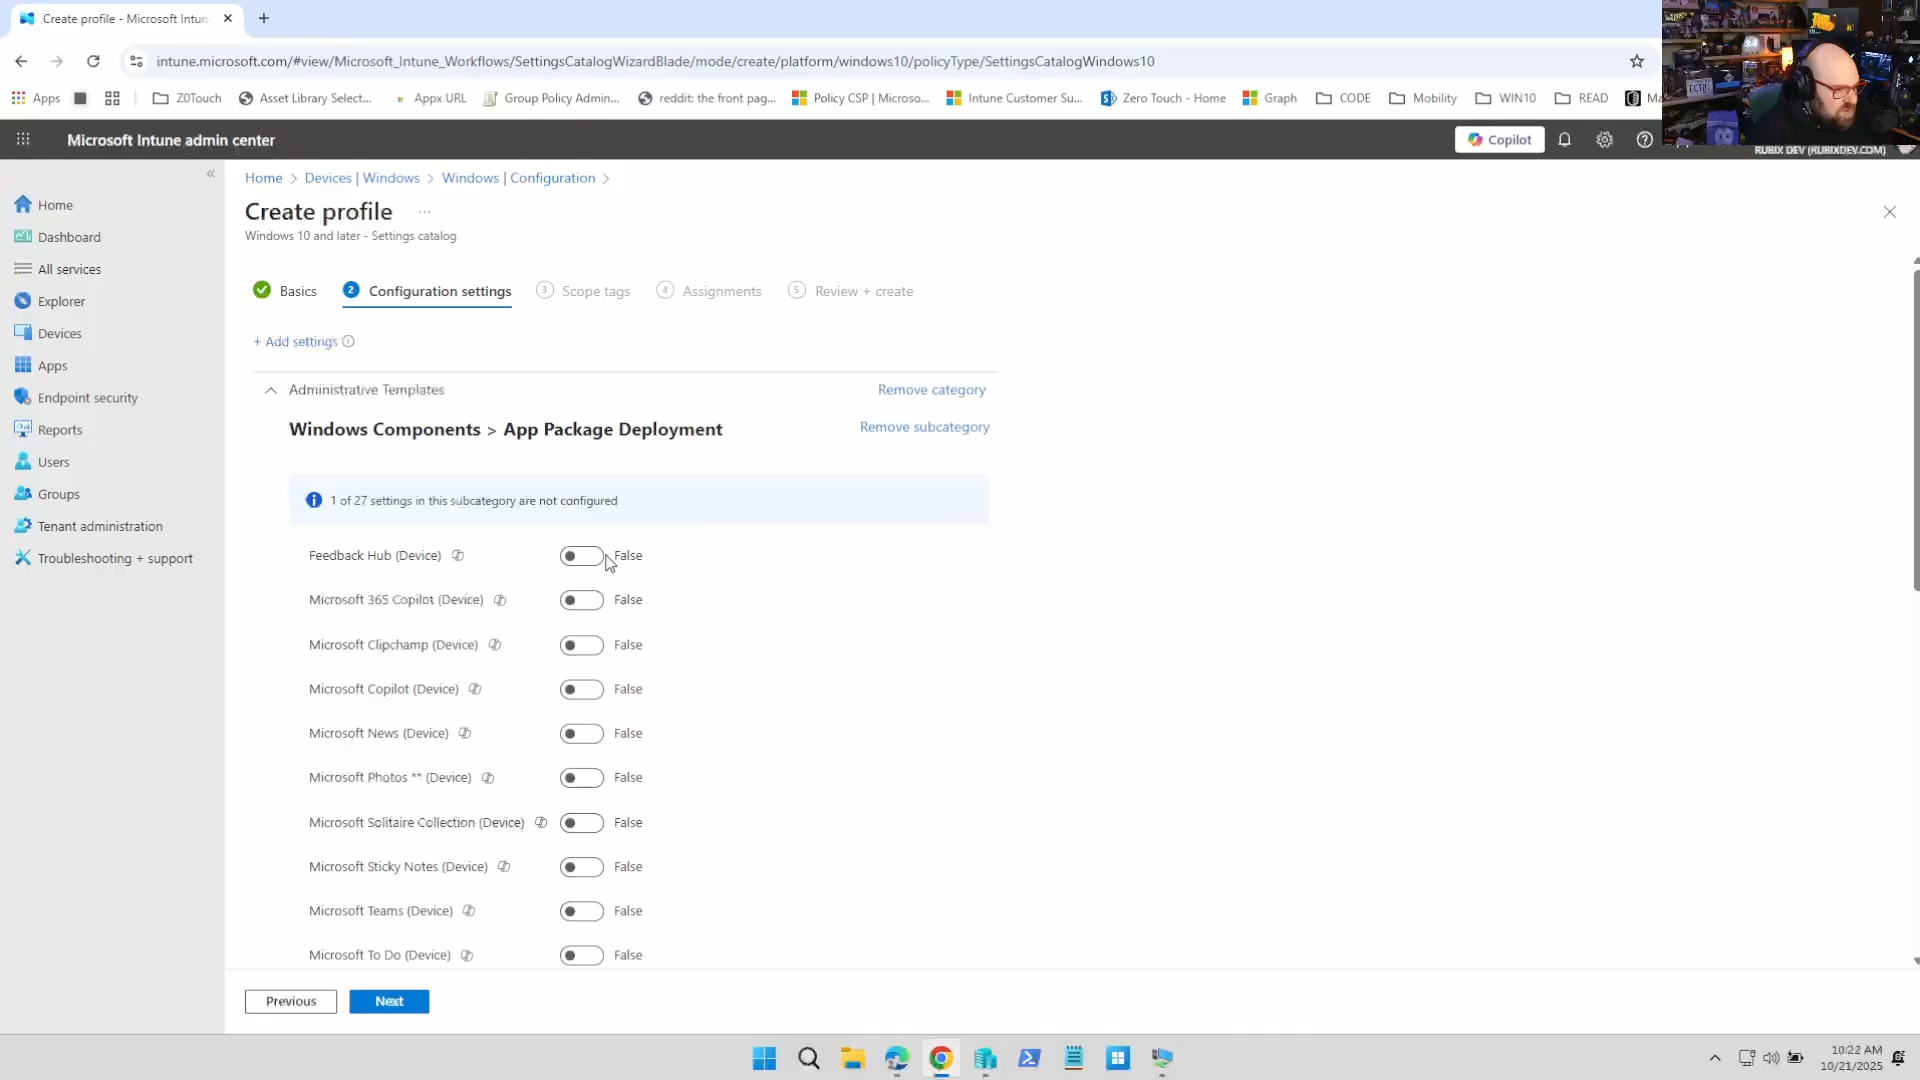 Create profile - Microsoft Intun
intune.microsoft.com/#view/Microsoft_Intune_Workflows/SettingsCatalogWizardBlade/mode/create/platform/windows10/policyType/SettingsCatalogWindows10
Apps Z0Touch Asset Library Select... Appx URL Group Policy Admin... reddit: the front pag... Policy CSP | Microso... Intune Customer Su... Zero Touch - Home Graph CODE Mobility WIN10 READ Ma
Microsoft Intune admin center
Copilot
RUBIX DEV (RUBIXDEV.COM)
Home
Dashboard
All services
Explorer
Devices
Apps
Endpoint security
Reports
Users
Groups
Tenant administration
Troubleshooting + support
Home > Devices | Windows > Windows | Configuration >
Create profile ...
Windows 10 and later - Settings catalog
Basics 2 Configuration settings 3 Scope tags 4 Assignments 5 Review + create
+ Add settings
Administrative Templates Remove category
Windows Components > App Package Deployment Remove subcategory
1 of 27 settings in this subcategory are not configured
Feedback Hub (Device) False
Microsoft 365 Copilot (Device) False
Microsoft Clipchamp (Device) False
Microsoft Copilot (Device) False
Microsoft News (Device) False
Microsoft Photos ** (Device) False
Microsoft Solitaire Collection (Device) False
Microsoft Sticky Notes (Device) False
Microsoft Teams (Device) False
Microsoft To Do (Device) False
Previous Next
10:22 AM
10/21/2025